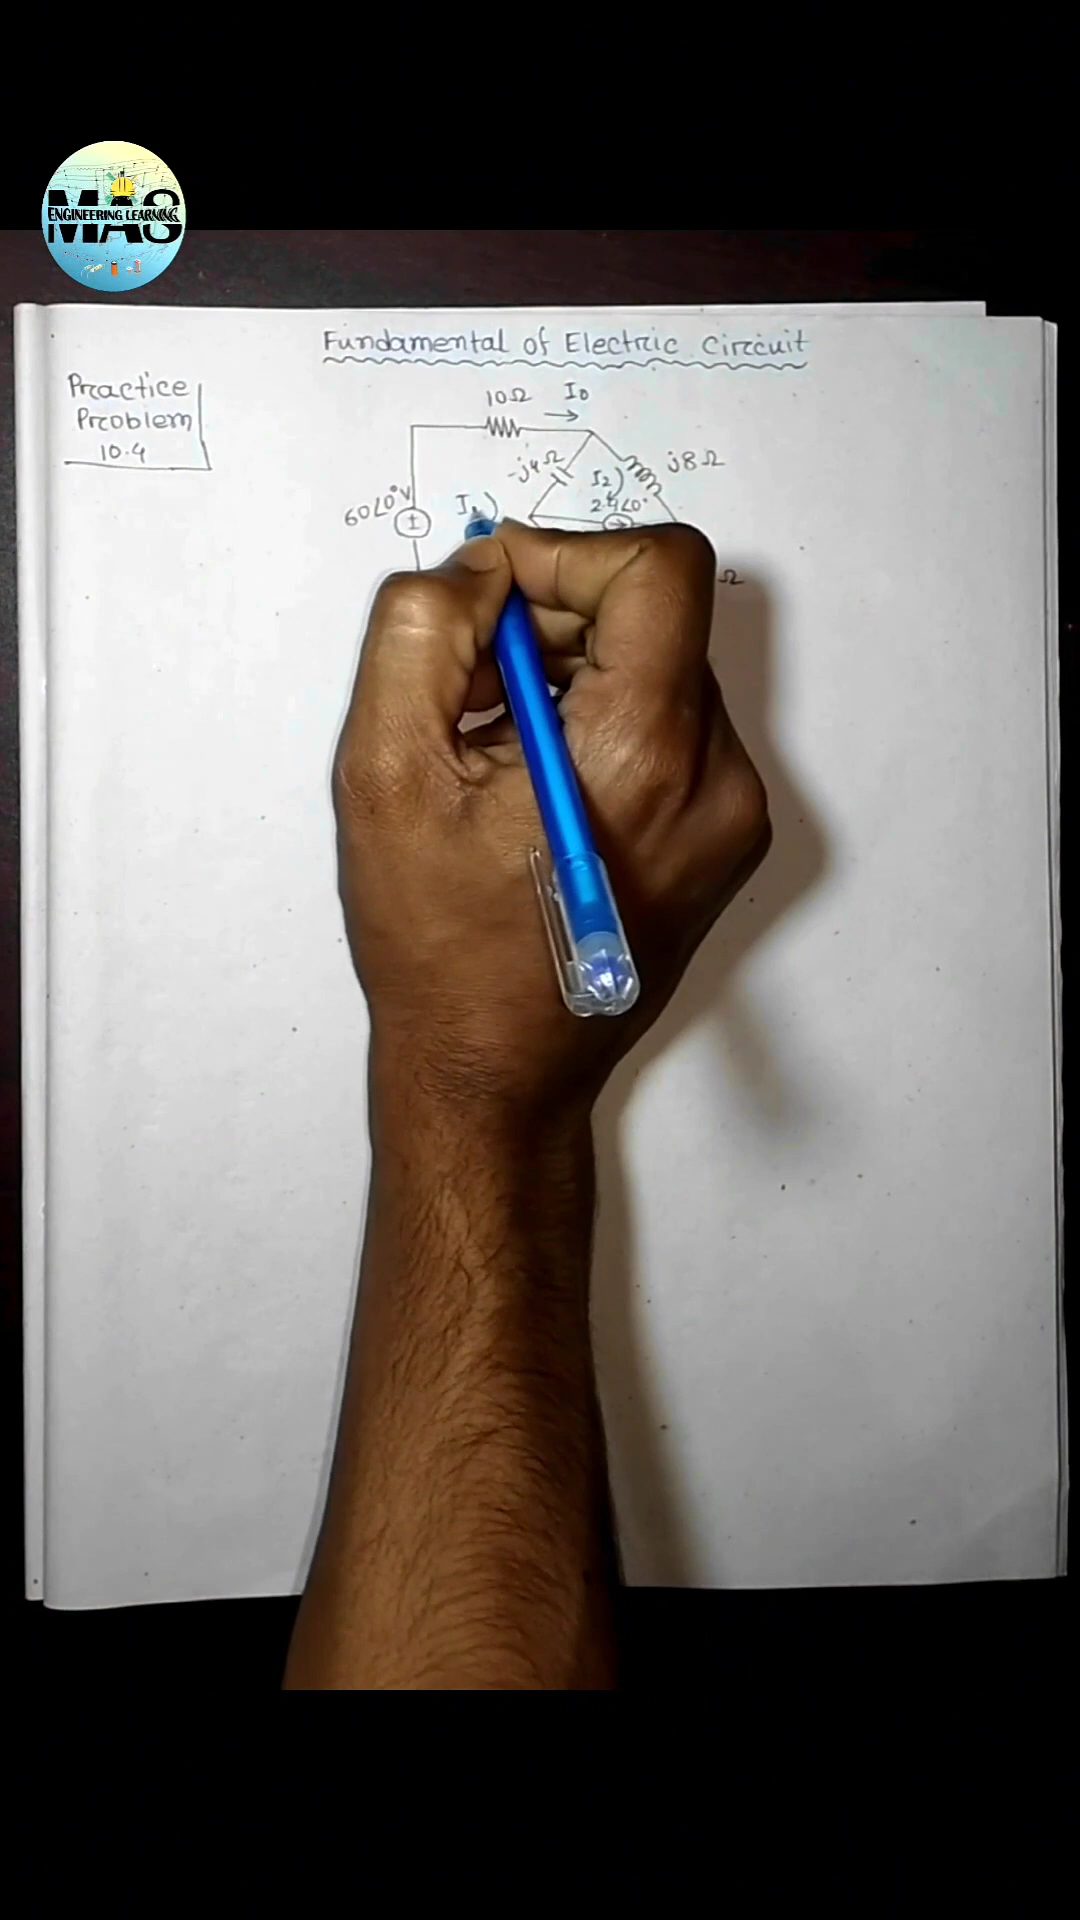 MAS
ENGINEERING LEARNING
Fundamental of Electric Circuit
Practice
Problem
10.4
10Ω
I0
-j4Ω
j8Ω
I2
2.4∠0°
60∠0°V
I1
Ω